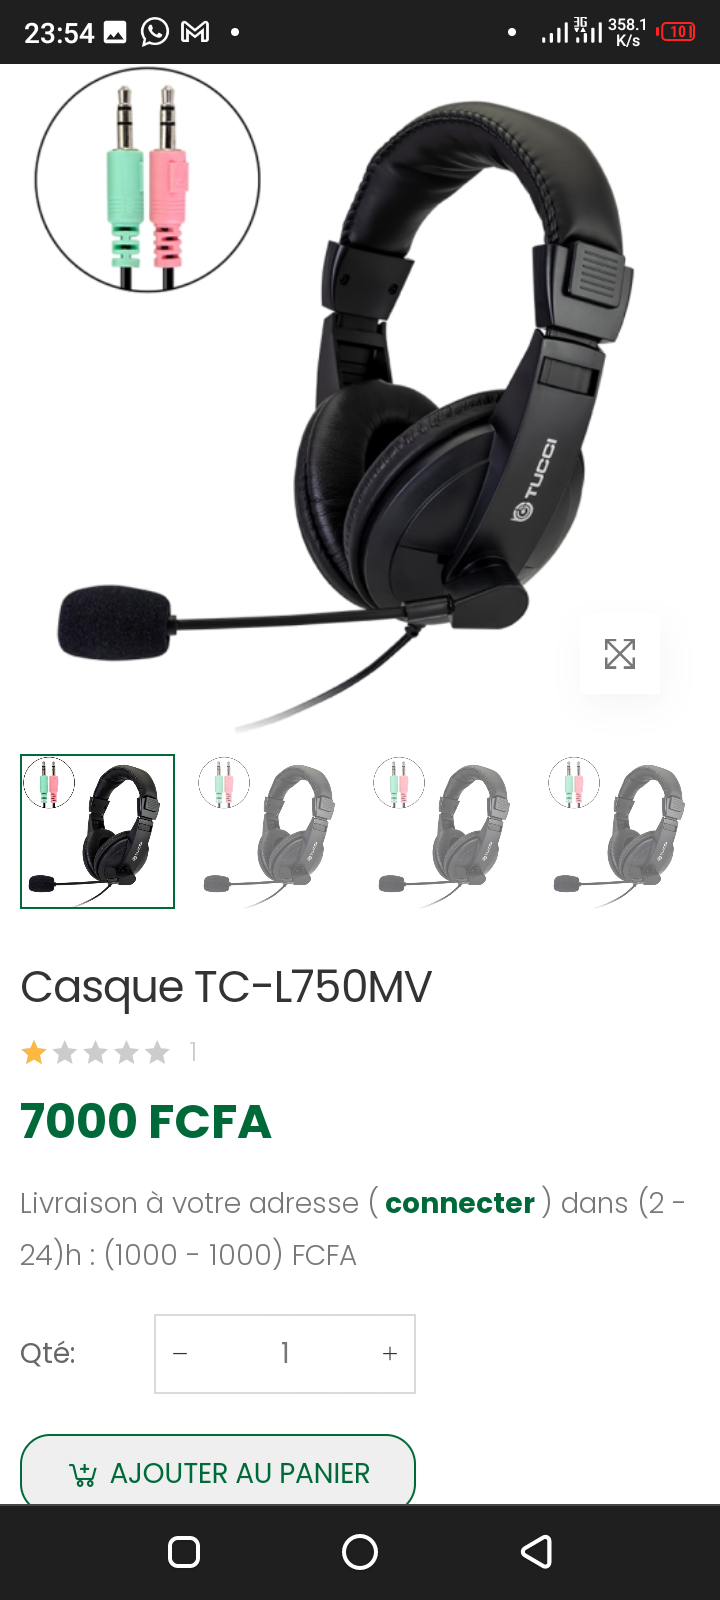 23:54
3G
358.1
K/s
10
TUCCI
Casque TC-L750MV
1
7000 FCFA
Livraison à votre adresse ( connecter ) dans (2 -
24)h : (1000 - 1000) FCFA
Qté:
− 1 +
AJOUTER AU PANIER